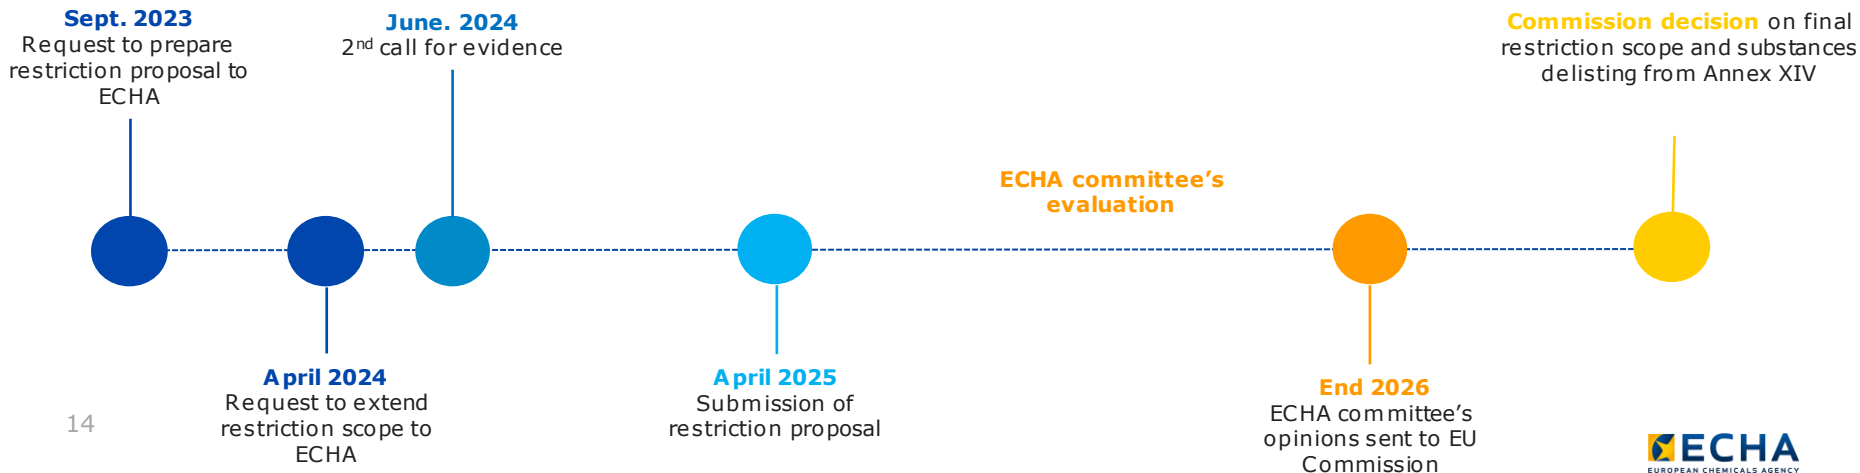 Sept. 2023
Request to prepare
restriction proposal to
ECHA
June. 2024
2nd call for evidence
Commission decision on final
restriction scope and substances
delisting from Annex XIV
ECHA committee's
evaluation
April 2024
Request to extend
restriction scope to
ECHA
April 2025
Submission of
restriction proposal
End 2026
ECHA committee's
opinions sent to EU
Commission
14
ECHA
EUROPEAN CHEMICALS AGENCY